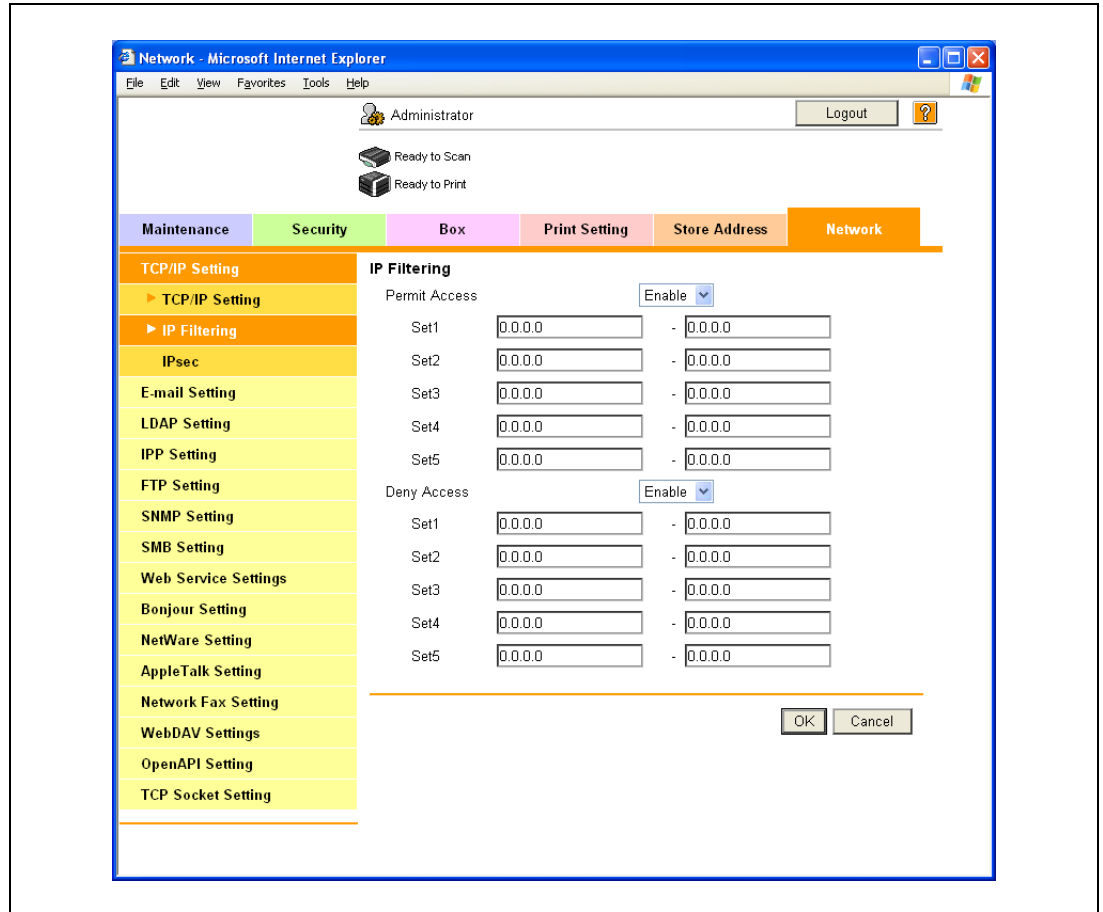 Network - Microsoft Internet Explorer
File Edit View Favorites Tools Help
Administrator Logout ?
Ready to Scan
Ready to Print
Maintenance Security Box Print Setting Store Address Network
TCP/IP Setting
TCP/IP Setting
IP Filtering
IPsec
E-mail Setting
LDAP Setting
IPP Setting
FTP Setting
SNMP Setting
SMB Setting
Web Service Settings
Bonjour Setting
NetWare Setting
AppleTalk Setting
Network Fax Setting
WebDAV Settings
OpenAPI Setting
TCP Socket Setting
IP Filtering
Permit Access Enable
Set1 0.0.0.0 - 0.0.0.0
Set2 0.0.0.0 - 0.0.0.0
Set3 0.0.0.0 - 0.0.0.0
Set4 0.0.0.0 - 0.0.0.0
Set5 0.0.0.0 - 0.0.0.0
Deny Access Enable
Set1 0.0.0.0 - 0.0.0.0
Set2 0.0.0.0 - 0.0.0.0
Set3 0.0.0.0 - 0.0.0.0
Set4 0.0.0.0 - 0.0.0.0
Set5 0.0.0.0 - 0.0.0.0
OK Cancel